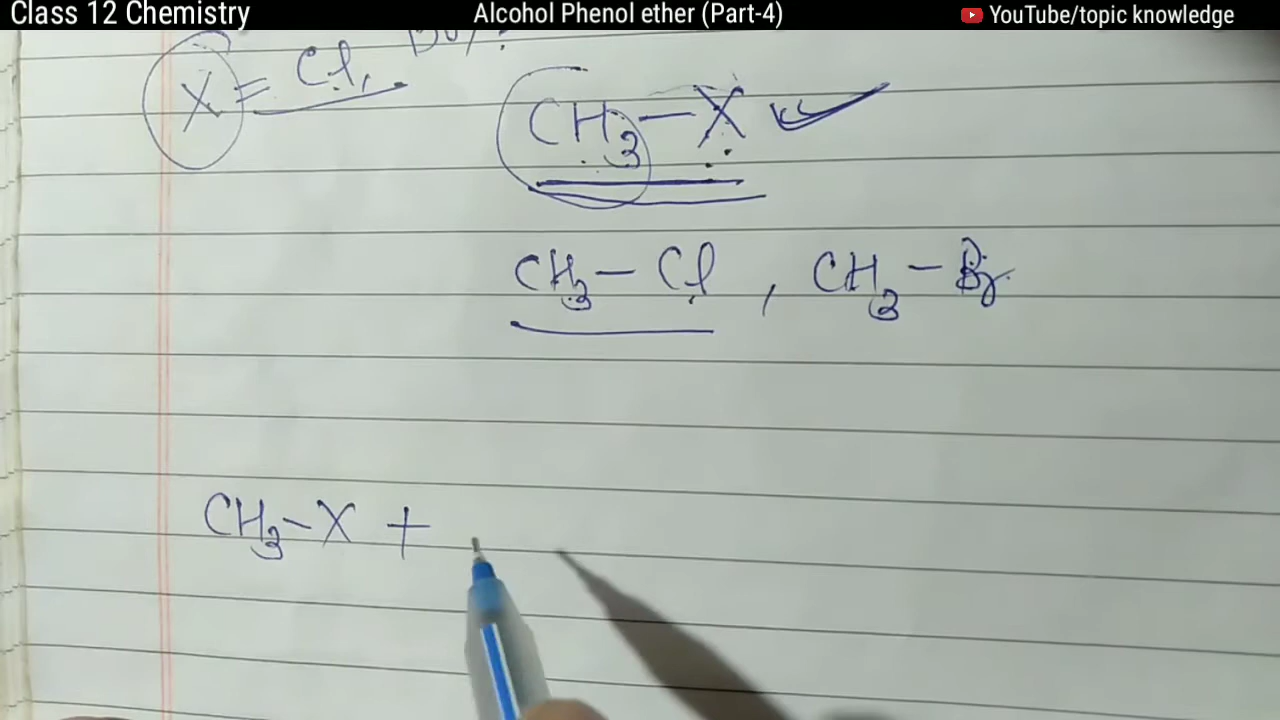 Class 12 Chemistry
Alcohol Phenol ether (Part-4)
YouTube/topic knowledge
X = Cl,
CH3-X
CH3-Cl, CH3-Br
CH3-X +